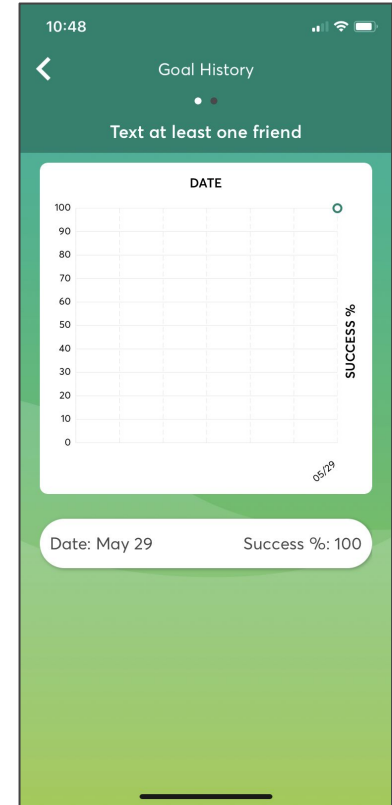 10:48
Goal History
Text at least one friend
DATE
100
90
80
70
60
50
40
30
20
10
0
SUCCESS %
05/29
Date: May 29 Success %: 100